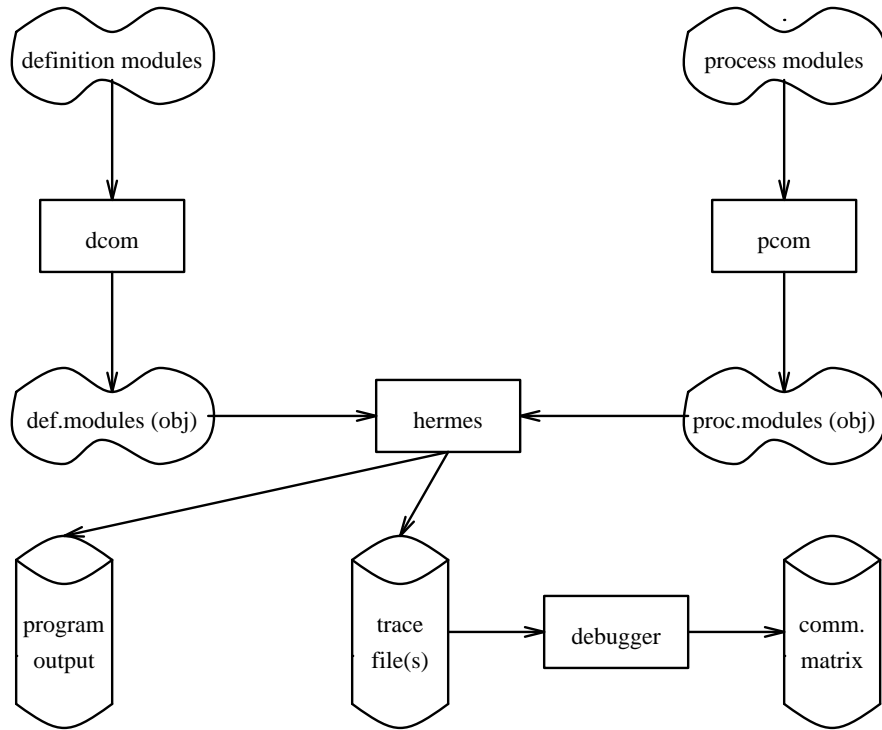 definition modules
process modules
dcom
pcom
def.modules (obj)
hermes
proc.modules (obj)
program
output
trace
file(s)
debugger
comm.
matrix